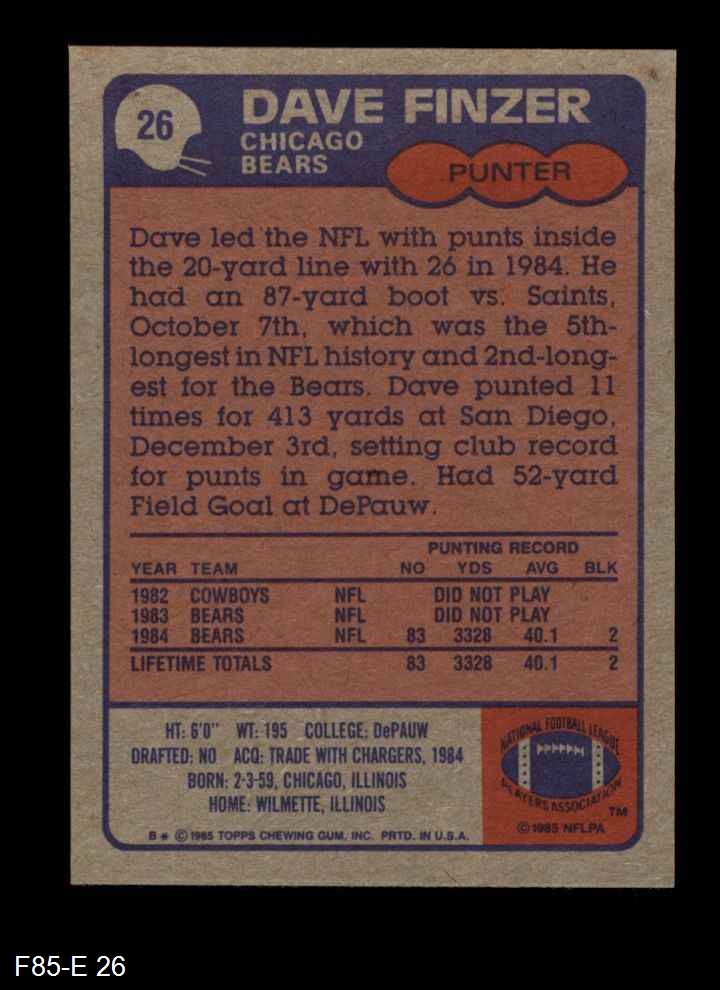 26
DAVE FINZER
CHICAGO
BEARS
PUNTER
Dave led the NFL with punts inside
the 20-yard line with 26 in 1984. He
had an 87-yard boot vs. Saints,
October 7th, which was the 5th-
longest in NFL history and 2nd-long-
est for the Bears. Dave punted 11
times for 413 yards at San Diego,
December 3rd, setting club record
for punts in game. Had 52-yard
Field Goal at DePauw.
PUNTING RECORD
YEAR TEAM NO YDS AVG BLK
1982 COWBOYS NFL DID NOT PLAY
1983 BEARS NFL DID NOT PLAY
1984 BEARS NFL 83 3328 40.1 2
LIFETIME TOTALS 83 3328 40.1 2
HT: 6'0" WT: 195 COLLEGE: DePAUW
DRAFTED: NO ACQ: TRADE WITH CHARGERS, 1984
BORN: 2-3-59, CHICAGO, ILLINOIS
HOME: WILMETTE, ILLINOIS
B* © 1985 TOPPS CHEWING GUM, INC. PRTD. IN U.S.A.
NATIONAL FOOTBALL LEAGUE
PLAYERS ASSOCIATION
TM
© 1985 NFLPA
F85-E 26